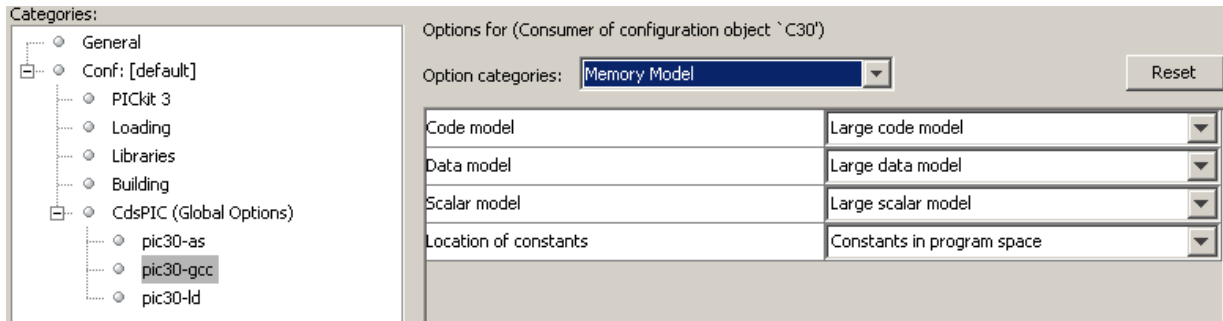 Categories:
General
Conf: [default]
PICkit 3
Loading
Libraries
Building
CdsPIC (Global Options)
pic30-as
pic30-gcc
pic30-ld
Options for (Consumer of configuration object `C30')
Option categories: Memory Model Reset
Code model Large code model
Data model Large data model
Scalar model Large scalar model
Location of constants Constants in program space